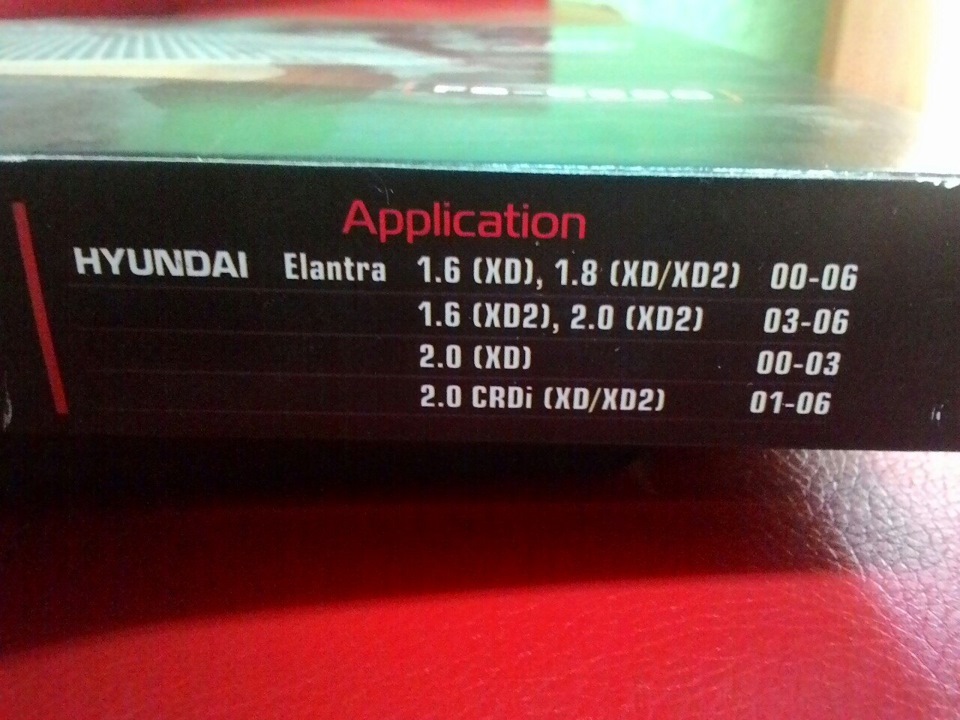 Application
HYUNDAI Elantra 1.6 (XD), 1.8 (XD/XD2) 00-06
1.6 (XD2), 2.0 (XD2) 03-06
2.0 (XD) 00-03
2.0 CRDi (XD/XD2) 01-06